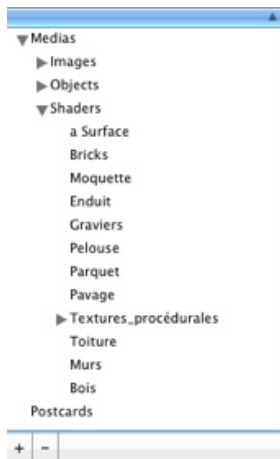 Medias
Images
Objects
Shaders
a Surface
Bricks
Moquette
Enduit
Graviers
Pelouse
Parquet
Pavage
Textures_procédurales
Toiture
Murs
Bois
Postcards
+ -